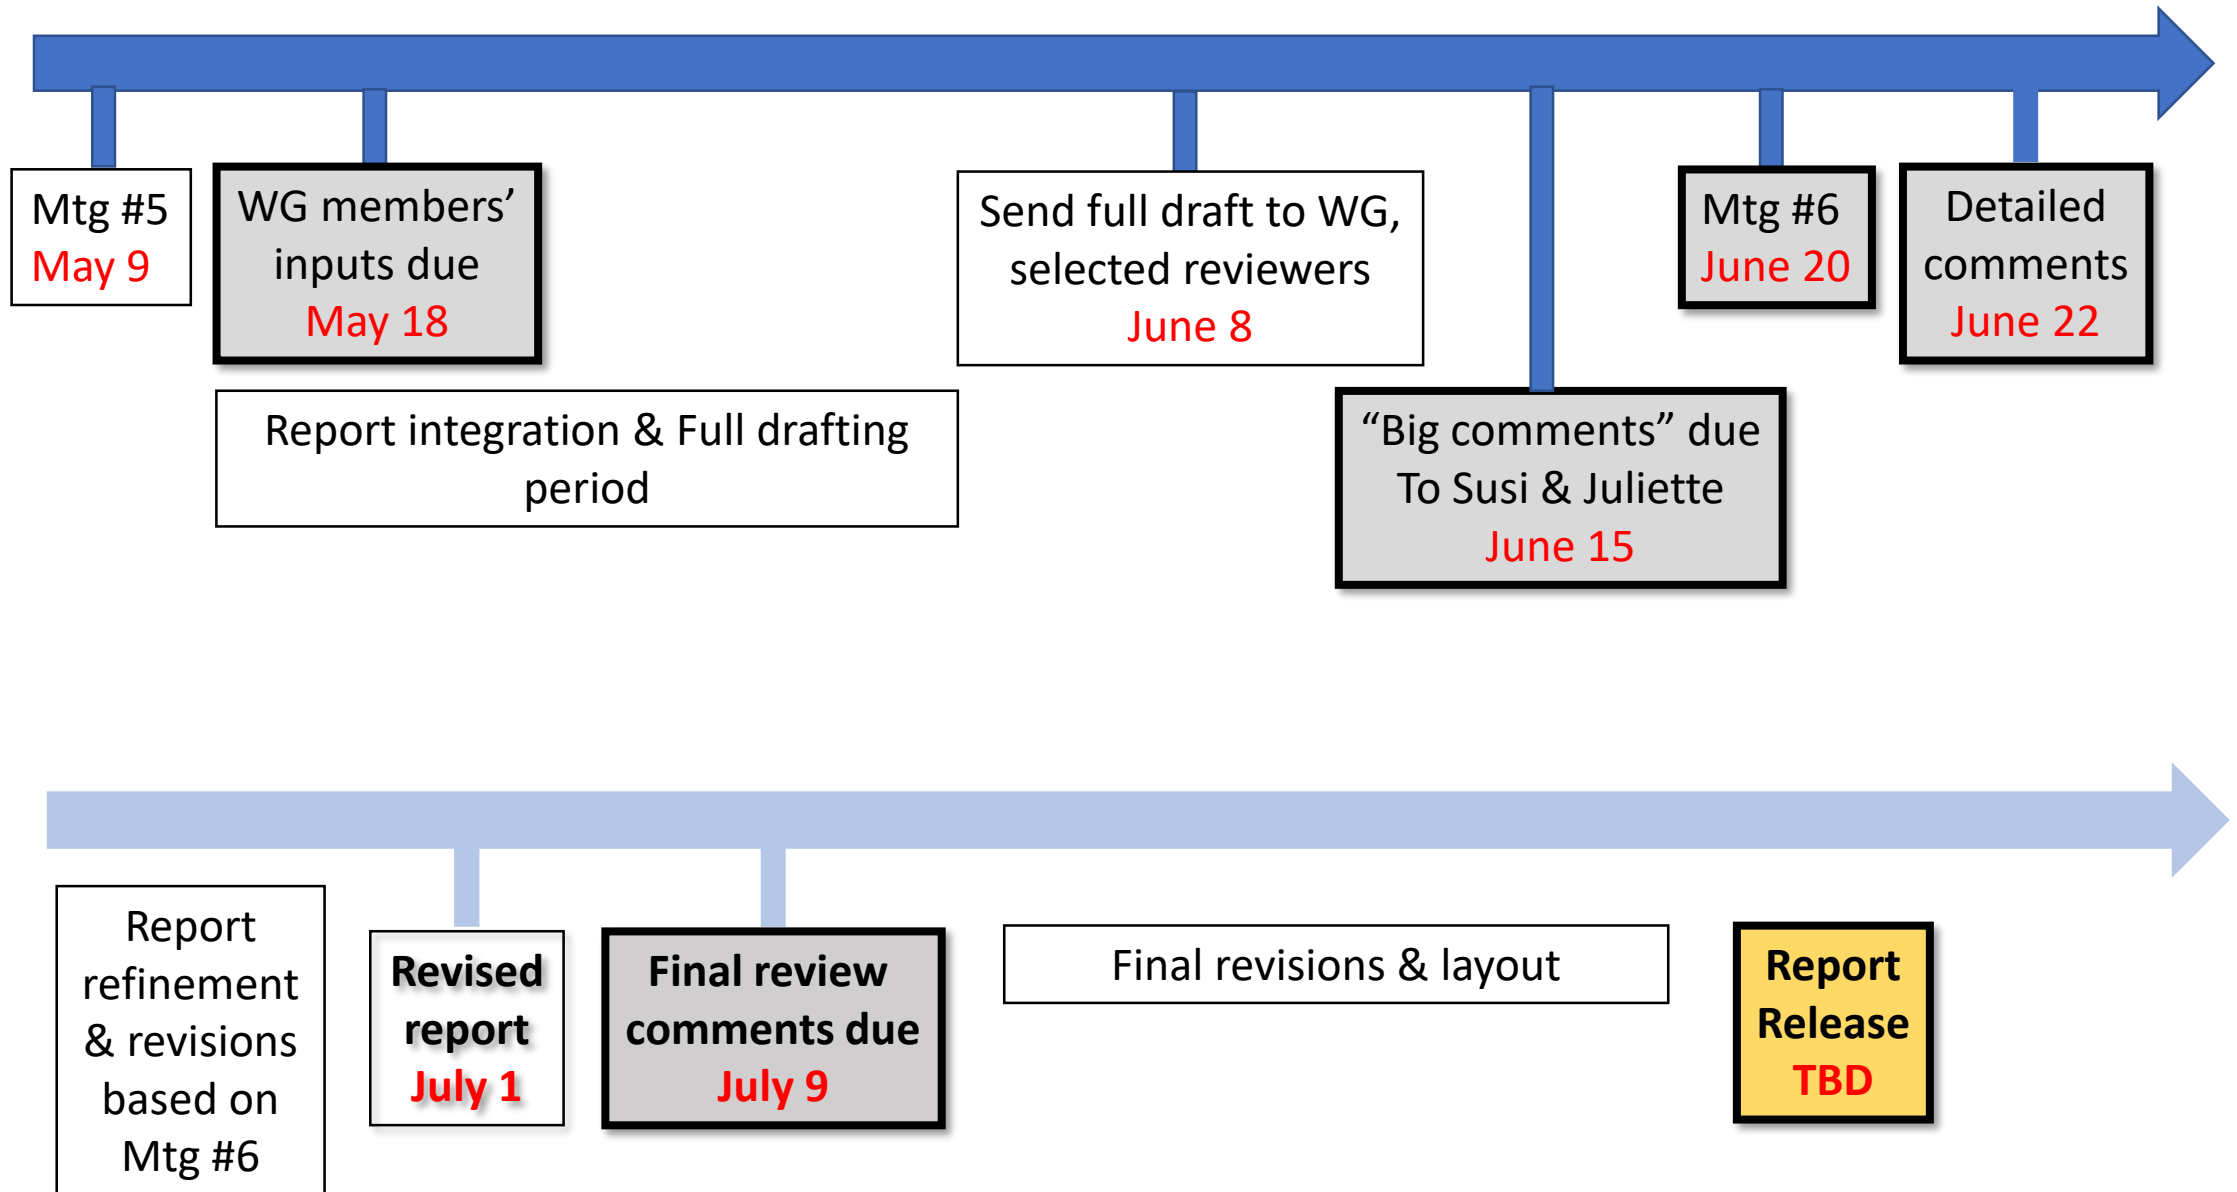 Mtg #5
May 9
WG members’
inputs due
May 18
Send full draft to WG,
selected reviewers
June 8
Mtg #6
June 20
Detailed
comments
June 22
Report integration & Full drafting
period
“Big comments” due
To Susi & Juliette
June 15
Report
refinement
& revisions
based on
Mtg #6
Revised
report
July 1
Final review
comments due
July 9
Final revisions & layout
Report
Release
TBD